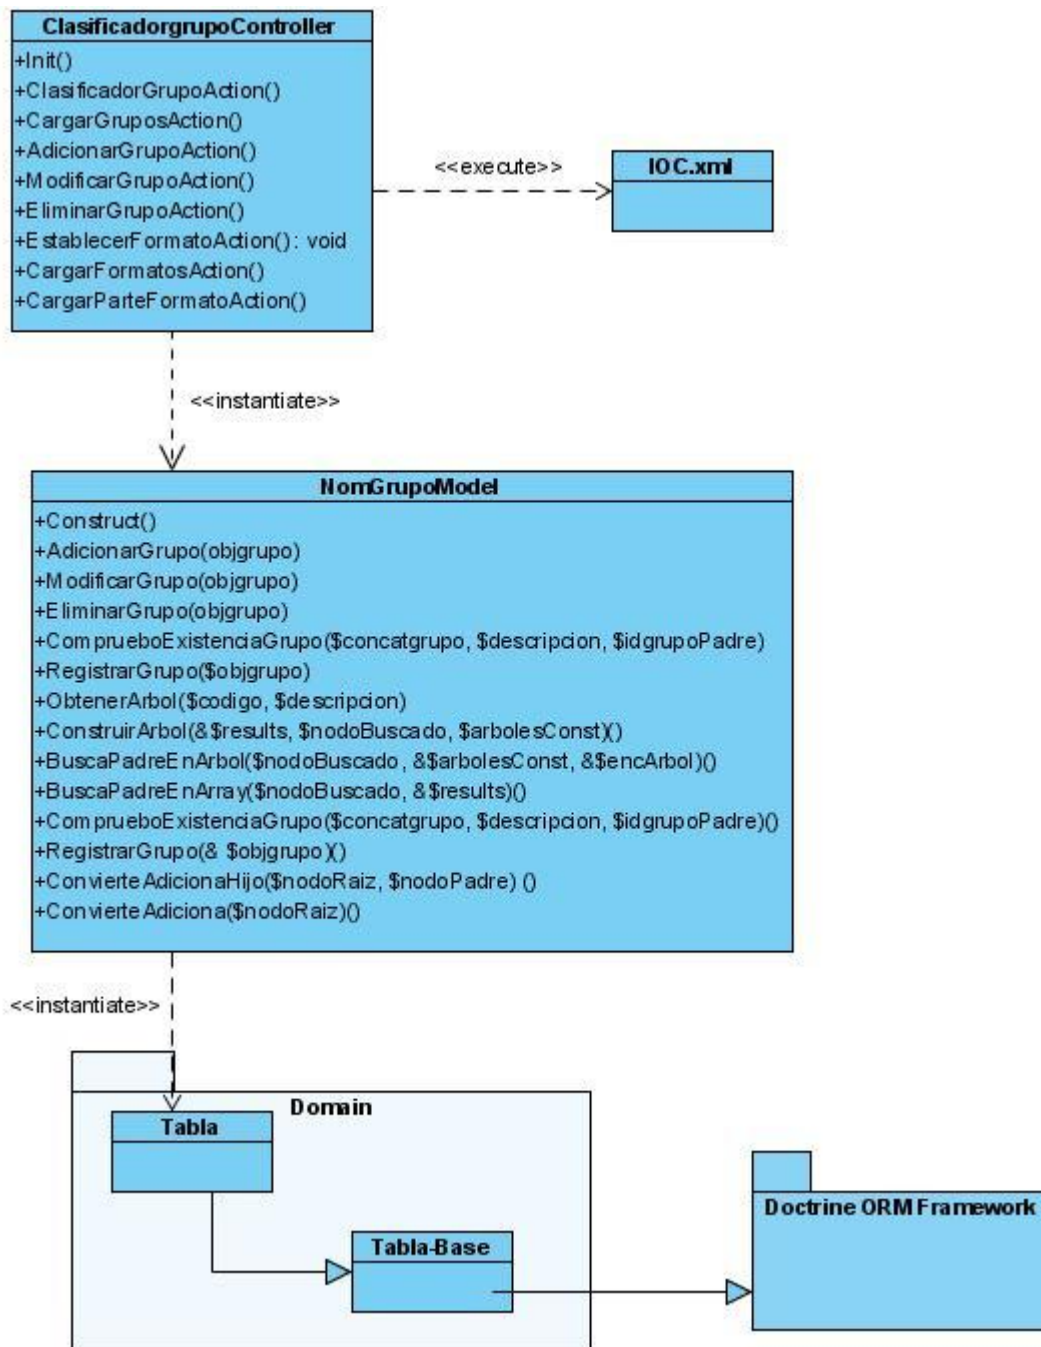 ClasificadorgrupoController
+Init()
+ClasificadorGrupoAction()
+CargarGruposAction()
+AdicionarGrupoAction()
+ModificarGrupoAction()
+EliminarGrupoAction()
+EstablecerFormatoAction() : void
+CargarFormatosAction()
+CargarParteFormatoAction()
<<execute>>
IOC.xml
<<instantiate>>
NomGrupoModel
+Construct()
+AdicionarGrupo(objgrupo)
+ModificarGrupo(objgrupo)
+EliminarGrupo(objgrupo)
+ComprueboExistenciaGrupo($concatgrupo, $descripcion, $idgrupoPadre)
+RegistrarGrupo($objgrupo)
+ObtenerArbol($codigo, $descripcion)
+ConstruirArbol(&$results, $nodoBuscado, $arbolesConst)()
+BuscaPadreEnArbol($nodoBuscado, &$arbolesConst, &$encArbol)()
+BuscaPadreEnArray($nodoBuscado, &$results)()
+ComprueboExistenciaGrupo($concatgrupo, $descripcion, $idgrupoPadre)()
+RegistrarGrupo(& $objgrupo)()
+ConvierteAdicionaHijo($nodoRaiz, $nodoPadre) ()
+ConvierteAdiciona($nodoRaiz)()
<<instantiate>>
Domain
Tabla
Tabla-Base
Doctrine ORM Framework